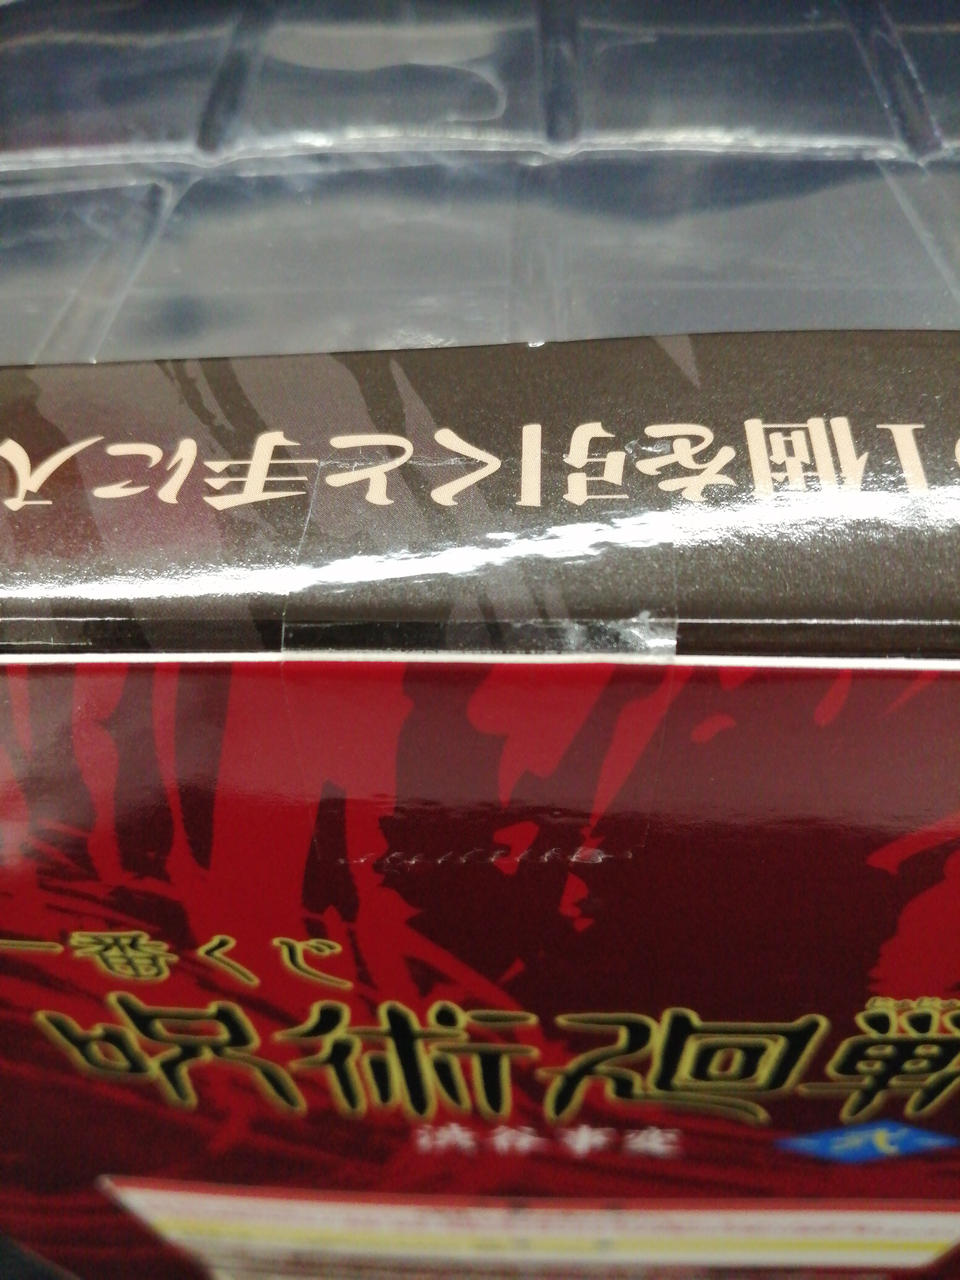 1個を引くと手に入
一番くじ
呪術廻戦
渋谷事変
弐